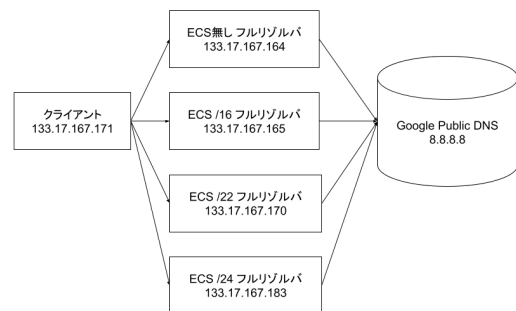 ECS無し フルリゾルバ
133.17.167.164
クライアント
133.17.167.171
ECS /16 フルリゾルバ
133.17.167.165
Google Public DNS
8.8.8.8
ECS /22 フルリゾルバ
133.17.167.170
ECS /24 フルリゾルバ
133.17.167.183